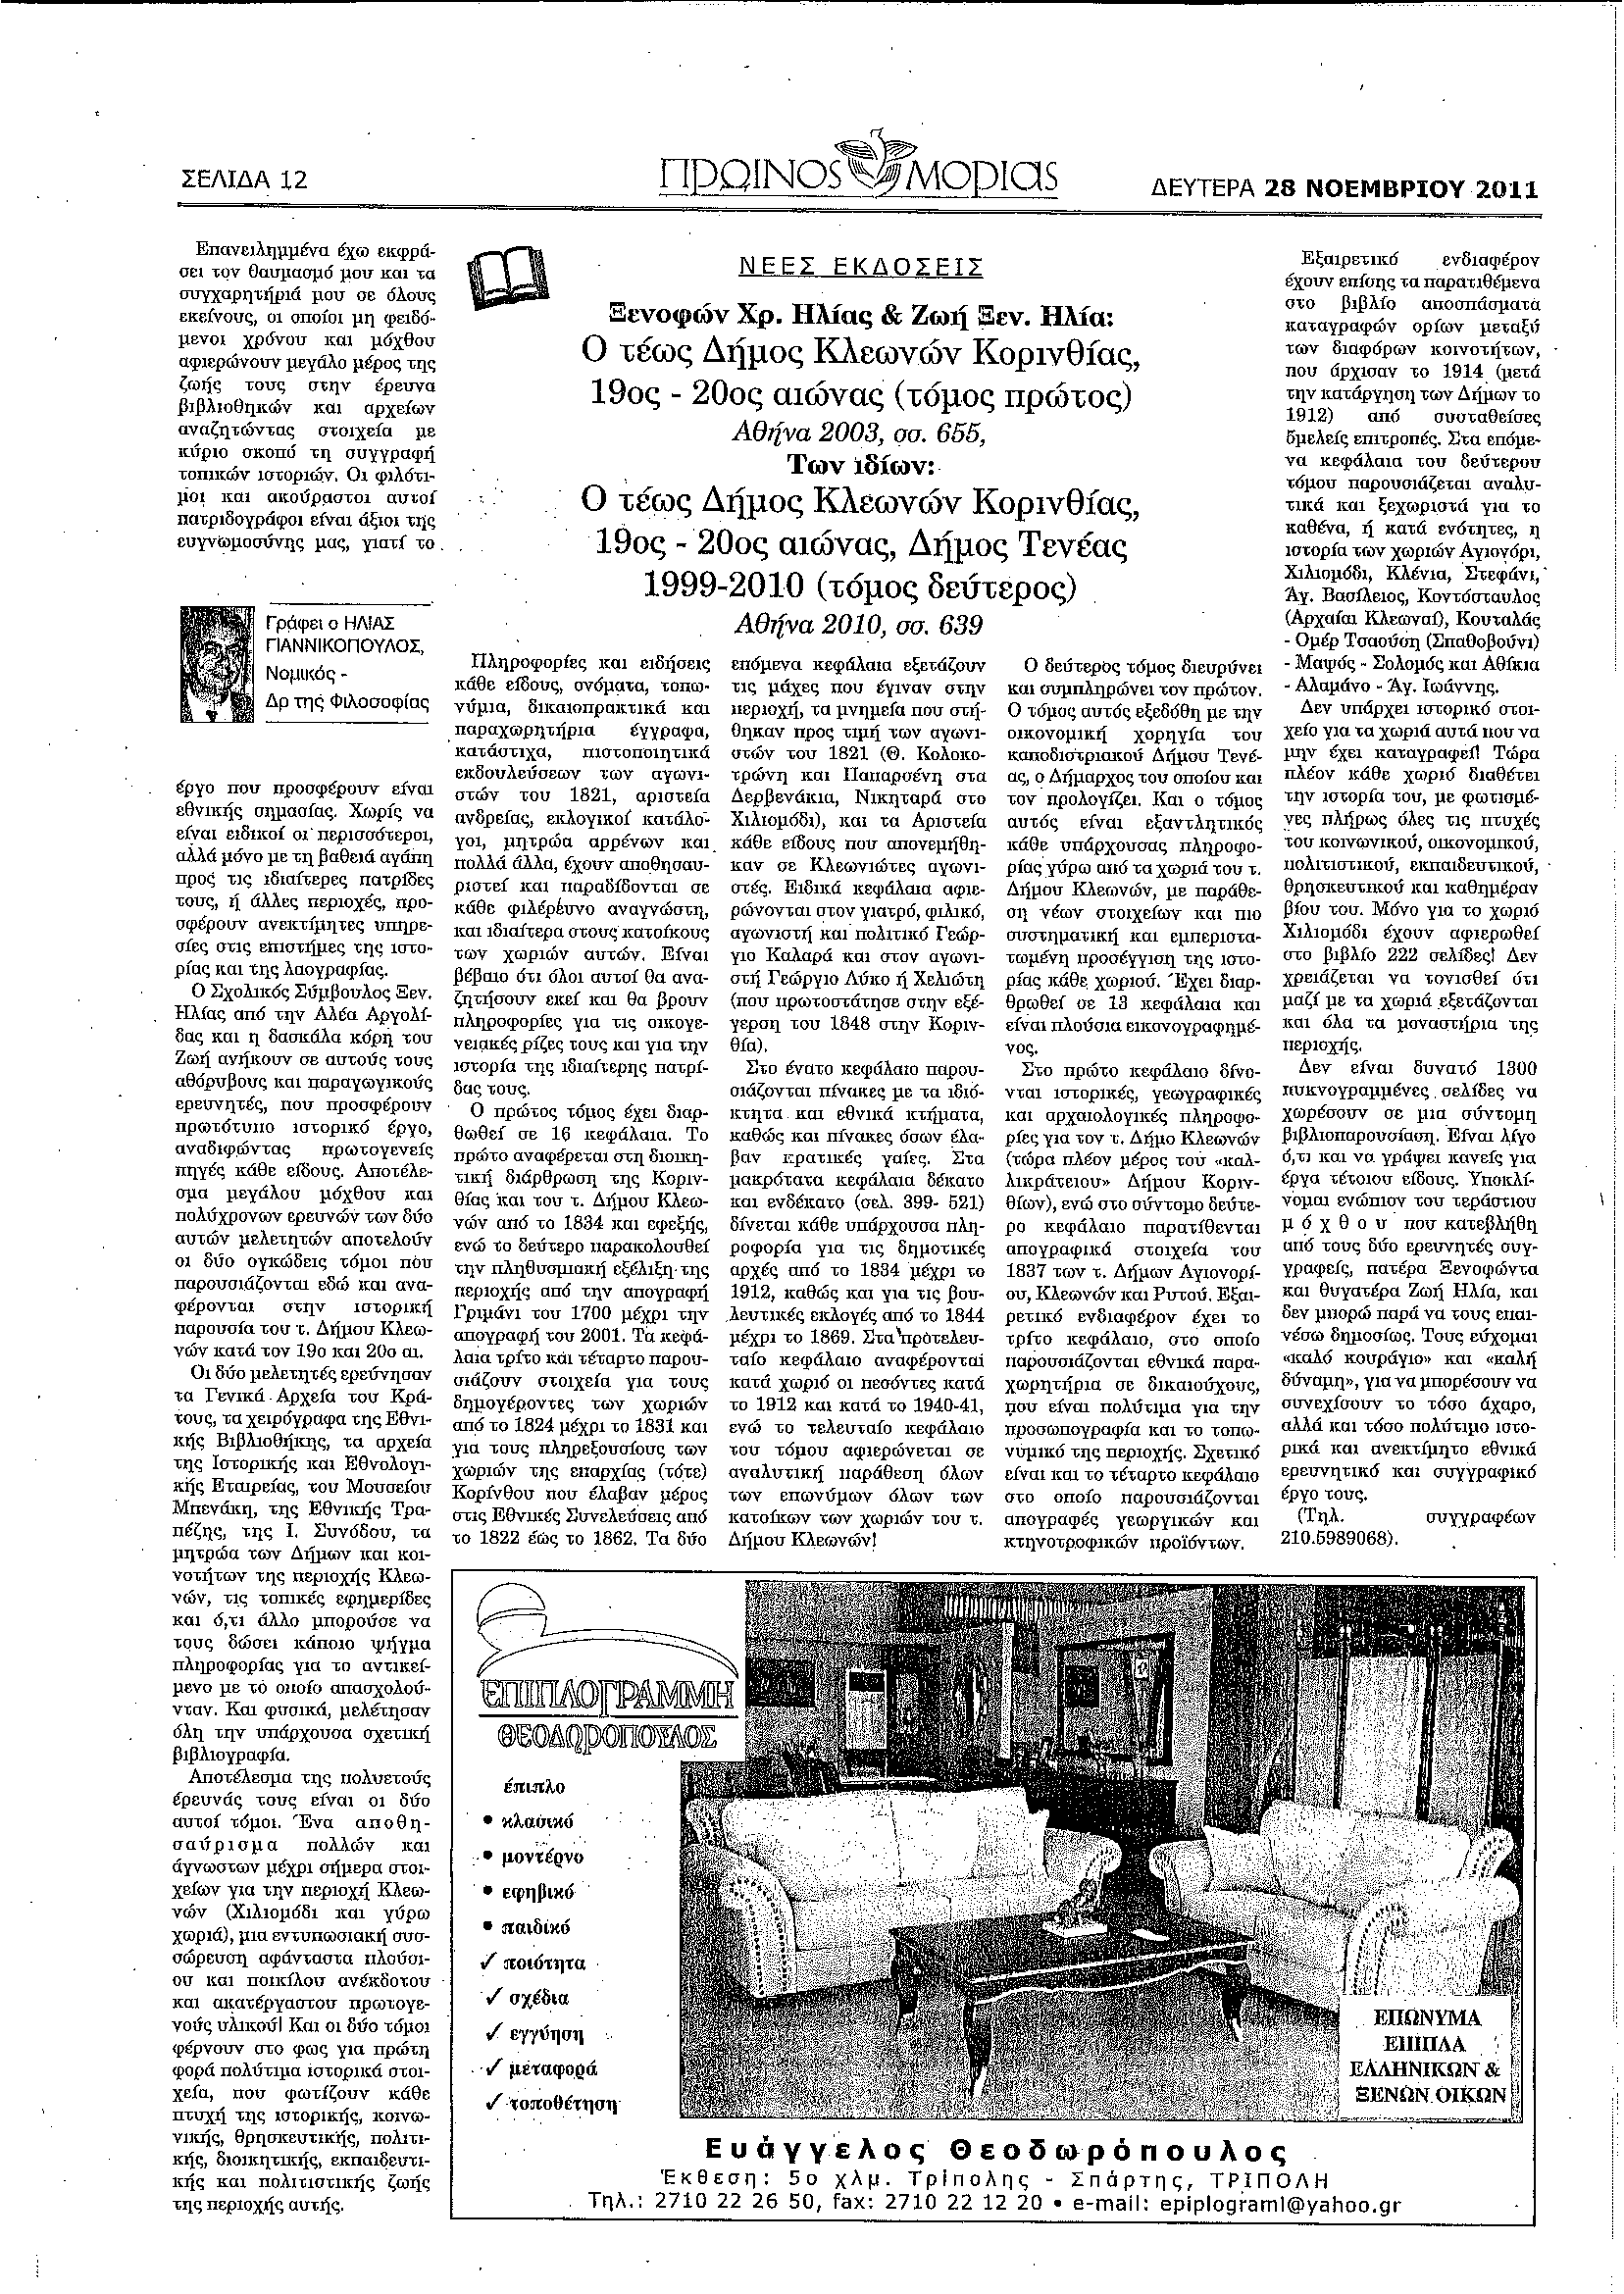 ΣΕΛΙΔΑ 12
ΠΡΩΙΝΟS ΜΟΡΙΑS
ΔΕΥΤΕΡΑ 28 ΝΟΕΜΒΡΙΟΥ 2011
Επανειλημμένα έχω εκφρά-
σει τον θαυμασμό μου και τα
συγχαρητήριά μου σε όλους
εκείνους, οι οποίοι μη φειδό-
μενοι χρόνου και μόχθου
αφιερώνουν μεγάλο μέρος της
ζωής τους στην έρευνα
βιβλιοθηκών και αρχείων
αναζητώντας στοιχεία με
κύριο σκοπό τη συγγραφή
τοπικών ιστοριών. Οι φιλότι-
μοι και ακούραστοι αυτοί
πατριδογράφοι είναι άξιοι της
ευγνωμοσύνης μας, γιατί το
Γράφει ο ΗΛΙΑΣ
ΓΙΑΝΝΙΚΟΠΟΥΛΟΣ,
Νομικός -
Δρ της Φιλοσοφίας
έργο που προσφέρουν είναι
εθνικής σημασίας. Χωρίς να
είναι ειδικοί οι περισσότεροι,
αλλά μόνο με τη βαθειά αγάπη
προς τις ιδιαίτερες πατρίδες
τους, ή άλλες περιοχές, προ-
σφέρουν ανεκτίμητες υπηρε-
σίες στις επιστήμες της ιστο-
ρίας και της λαογραφίας.
Ο Σχολικός Σύμβουλος Ξεν.
Ηλίας από την Αλέα Αργολί-
δας και η δασκάλα κόρη του
Ζωή ανήκουν σε αυτούς τους
αθόρυβους και παραγωγικούς
ερευνητές, που προσφέρουν
πρωτότυπο ιστορικό έργο,
αναδιφώντας πρωτογενείς
πηγές κάθε είδους. Αποτέλε-
σμα μεγάλου μόχθου και
πολύχρονων ερευνών των δύο
αυτών μελετητών αποτελούν
οι δύο ογκώδεις τόμοι που
παρουσιάζονται εδώ και ανα-
φέρονται στην ιστορική
παρουσία του τ. Δήμου Κλεω-
νών κατά τον 19ο και 20ο αι.
Οι δύο μελετητές ερεύνησαν
τα Γενικά Αρχεία του Κρά-
τους, τα χειρόγραφα της Εθνι-
κής Βιβλιοθήκης, τα αρχεία
της Ιστορικής και Εθνολογι-
κής Εταιρείας, του Μουσείου
Μπενάκη, της Εθνικής Τρα-
πέζης, της Ι. Συνόδου, τα
μητρώα των Δήμων και κοι-
νοτήτων της περιοχής Κλεω-
νών, τις τοπικές εφημερίδες
και ό,τι άλλο μπορούσε να
τους δώσει κάποιο ψήγμα
πληροφορίας για το αντικεί-
μενο με το οποίο απασχολού-
νταν. Και φυσικά, μελέτησαν
όλη την υπάρχουσα σχετική
βιβλιογραφία.
Αποτέλεσμα της πολυετούς
έρευνάς τους είναι οι δύο
αυτοί τόμοι. Ένα αποθη-
σαύρισμα πολλών και
άγνωστων μέχρι σήμερα στοι-
χείων για την περιοχή Κλεω-
νών (Χιλιομόδι και γύρω
χωριά), μια εντυπωσιακή συσ-
σώρευση αφάνταστα πλούσι-
ου και ποικίλου ανέκδοτου
και ακατέργαστου πρωτογε-
νούς υλικού! Και οι δύο τόμοι
φέρνουν στο φως για πρώτη
φορά πολύτιμα ιστορικά στοι-
χεία, που φωτίζουν κάθε
πτυχή της ιστορικής, κοινω-
νικής, θρησκευτικής, πολιτι-
κής, διοικητικής, εκπαιδευτι-
κής και πολιτιστικής ζωής
της περιοχής αυτής.
ΝΕΕΣ ΕΚΔΟΣΕΙΣ
Ξενοφών Χρ. Ηλίας & Ζωή Ξεν. Ηλία:
Ο τέως Δήμος Κλεωνών Κορινθίας,
19ος - 20ος αιώνας (τόμος πρώτος)
Αθήνα 2003, σσ. 655,
Των ιδίων:
Ο τέως Δήμος Κλεωνών Κορινθίας,
19ος - 20ος αιώνας, Δήμος Τενέας
1999-2010 (τόμος δεύτερος)
Αθήνα 2010, σσ. 639
Πληροφορίες και ειδήσεις
κάθε είδους, ονόματα, τοπω-
νύμια, δικαιοπρακτικά και
παραχωρητήρια έγγραφα,
κατάστιχα, πιστοποιητικά
εκδουλεύσεων των αγωνι-
στών του 1821, αριστεία
ανδρείας, εκλογικοί κατάλο-
γοι, μητρώα αρρένων και
πολλά άλλα, έχουν αποθησαυ-
ριστεί και παραδίδονται σε
κάθε φιλέρευνο αναγνώστη,
και ιδιαίτερα στους κατοίκους
των χωριών αυτών. Είναι
βέβαιο ότι όλοι αυτοί θα ανα-
ζητήσουν εκεί και θα βρουν
πληροφορίες για τις οικογε-
νειακές ρίζες τους και για την
ιστορία της ιδιαίτερης πατρί-
δας τους.
Ο πρώτος τόμος έχει διαρ-
θωθεί σε 16 κεφάλαια. Το
πρώτο αναφέρεται στη διοικη-
τική διάρθρωση της Κοριν-
θίας και του τ. Δήμου Κλεω-
νών από το 1834 και εφεξής,
ενώ το δεύτερο παρακολουθεί
την πληθυσμιακή εξέλιξη της
περιοχής από την απογραφή
Γριμάνι του 1700 μέχρι την
απογραφή του 2001. Τα κεφά-
λαια τρίτο και τέταρτο παρου-
σιάζουν στοιχεία για τους
δημογέροντες των χωριών
από το 1824 μέχρι το 1831 και
για τους πληρεξουσίους των
χωριών της επαρχίας (τότε)
Κορίνθου που έλαβαν μέρος
στις Εθνικές Συνελεύσεις από
το 1822 έως το 1862. Τα δύο
επόμενα κεφάλαια εξετάζουν
τις μάχες που έγιναν στην
περιοχή, τα μνημεία που στή-
θηκαν προς τιμή των αγωνι-
στών του 1821 (Θ. Κολοκο-
τρώνη και Παπαρσένη στα
Δερβενάκια, Νικηταρά στο
Χιλιομόδι), και τα Αριστεία
κάθε είδους που απονεμήθη-
καν σε Κλεωνιώτες αγωνι-
στές. Ειδικά κεφάλαια αφιε-
ρώνονται στον γιατρό, φιλικό,
αγωνιστή και πολιτικό Γεώρ-
γιο Καλαρά και στον αγωνι-
στή Γεώργιο Λύκο ή Χελιώτη
(που πρωτοστάτησε στην εξέ-
γερση του 1848 στην Κοριν-
θία).
Στο ένατο κεφάλαιο παρου-
σιάζονται πίνακες με τα ιδιό-
κτητα και εθνικά κτήματα,
καθώς και πίνακες όσων έλα-
βαν κρατικές γαίες. Στα
μακρότατα κεφάλαια δέκατο
και ενδέκατο (σελ. 399- 521)
δίνεται κάθε υπάρχουσα πλη-
ροφορία για τις δημοτικές
αρχές από το 1834 μέχρι το
1912, καθώς και για τις βου-
λευτικές εκλογές από το 1844
μέχρι το 1869. Στα προτελευ-
ταίο κεφάλαιο αναφέρονται
κατά χωριό οι πεσόντες κατά
το 1912 και κατά το 1940-41,
ενώ το τελευταίο κεφάλαιο
του τόμου αφιερώνεται σε
αναλυτική παράθεση όλων
των επωνύμων όλων των
κατοίκων των χωριών του τ.
Δήμου Κλεωνών!
Ο δεύτερος τόμος διευρύνει
και συμπληρώνει τον πρώτον.
Ο τόμος αυτός εξεδόθη με την
οικονομική χορηγία του
καποδιστριακού Δήμου Τενέ-
ας, ο Δήμαρχος του οποίου και
τον προλογίζει. Και ο τόμος
αυτός είναι εξαντλητικός
κάθε υπάρχουσας πληροφο-
ρίας γύρω από τα χωριά του τ.
Δήμου Κλεωνών, με παράθε-
ση νέων στοιχείων και πιο
συστηματική και εμπεριστα-
τωμένη προσέγγιση της ιστο-
ρίας κάθε χωριού. Έχει διαρ-
θρωθεί σε 13 κεφάλαια και
είναι πλούσια εικονογραφημέ-
νος.
Στο πρώτο κεφάλαιο δίνο-
νται ιστορικές, γεωγραφικές
και αρχαιολογικές πληροφο-
ρίες για τον τ. Δήμο Κλεωνών
(τώρα πλέον μέρος του «καλ-
λικράτειου» Δήμου Κοριν-
θίων), ενώ στο σύντομο δεύτε-
ρο κεφάλαιο παρατίθενται
απογραφικά στοιχεία του
1837 των τ. Δήμων Αγιονορί-
ου, Κλεωνών και Ρυτού. Εξαι-
ρετικό ενδιαφέρον έχει το
τρίτο κεφάλαιο, στο οποίο
παρουσιάζονται εθνικά παρα-
χωρητήρια σε δικαιούχους,
που είναι πολύτιμα για την
προσωπογραφία και το τοπω-
νυμικό της περιοχής. Σχετικό
είναι και το τέταρτο κεφάλαιο
στο οποίο παρουσιάζονται
απογραφές γεωργικών και
κτηνοτροφικών προϊόντων.
Εξαιρετικό ενδιαφέρον
έχουν επίσης τα παρατιθέμενα
στο βιβλίο αποσπάσματα
καταγραφών ορίων μεταξύ
των διαφόρων κοινοτήτων,
που άρχισαν το 1914 (μετά
την κατάργηση των Δήμων το
1912) από συσταθείσες
5μελείς επιτροπές. Στα επόμε-
να κεφάλαια του δεύτερου
τόμου παρουσιάζεται αναλυ-
τικά και ξεχωριστά για το
καθένα, ή κατά ενότητες, η
ιστορία των χωριών Αγιονόρι,
Χιλιομόδι, Κλένια, Στεφάνι,
Άγ. Βασίλειος, Κοντόσταυλος
(Αρχαίαι Κλεωναί), Κουταλάς
- Ομέρ Τσαούση (Σπαθοβούνι)
- Μαψός - Σολομός και Αθίκια
- Αλαμάνο - Άγ. Ιωάννης.
Δεν υπάρχει ιστορικό στοι-
χείο για τα χωριά αυτά που να
μην έχει καταγραφεί! Τώρα
πλέον κάθε χωριό διαθέτει
την ιστορία του, με φωτισμέ-
νες πλήρως όλες τις πτυχές
του κοινωνικού, οικονομικού,
πολιτιστικού, εκπαιδευτικού,
θρησκευτικού και καθημέραν
βίου του. Μόνο για το χωριό
Χιλιομόδι έχουν αφιερωθεί
στο βιβλίο 222 σελίδες! Δεν
χρειάζεται να τονισθεί ότι
μαζί με τα χωριά εξετάζονται
και όλα τα μοναστήρια της
περιοχής.
Δεν είναι δυνατό 1300
πυκνογραμμένες σελίδες να
χωρέσουν σε μια σύντομη
βιβλιοπαρουσίαση. Είναι λίγο
ό,τι και να γράψει κανείς για
έργα τέτοιου είδους. Υποκλί-
νομαι ενώπιον του τεράστιου
μόχθου που κατεβλήθη
από τους δύο ερευνητές συγ-
γραφείς, πατέρα Ξενοφώντα
και θυγατέρα Ζωή Ηλία, και
δεν μπορώ παρά να τους επαι-
νέσω δημοσίως. Τους εύχομαι
«καλό κουράγιο» και «καλή
δύναμη», για να μπορέσουν να
συνεχίσουν το τόσο άχαρο,
αλλά και τόσο πολύτιμο ιστο-
ρικά και ανεκτίμητο εθνικά
ερευνητικό και συγγραφικό
έργο τους.
(Τηλ. συγγραφέων
210.5989068).
ΕΠΙΠΛΟΓΡΑΜΜΗ
ΘΕΟΔΩΡΟΠΟΥΛΟΣ
έπιπλο
• κλασικό
• μοντέρνο
• εφηβικό
• παιδικό
✓ ποιότητα
✓ σχέδια
✓ εγγύηση
✓ μεταφορά
✓ τοποθέτηση
ΕΠΩΝΥΜΑ
ΕΠΙΠΛΑ
ΕΛΛΗΝΙΚΩΝ &
ΞΕΝΩΝ ΟΙΚΩΝ
Ευάγγελος Θεοδωρόπουλος
Έκθεση: 5ο χλμ. Τρίπολης - Σπάρτης, ΤΡΙΠΟΛΗ
Τηλ.: 2710 22 26 50, fax: 2710 22 12 20 • e-mail: epiplograml@yahoo.gr